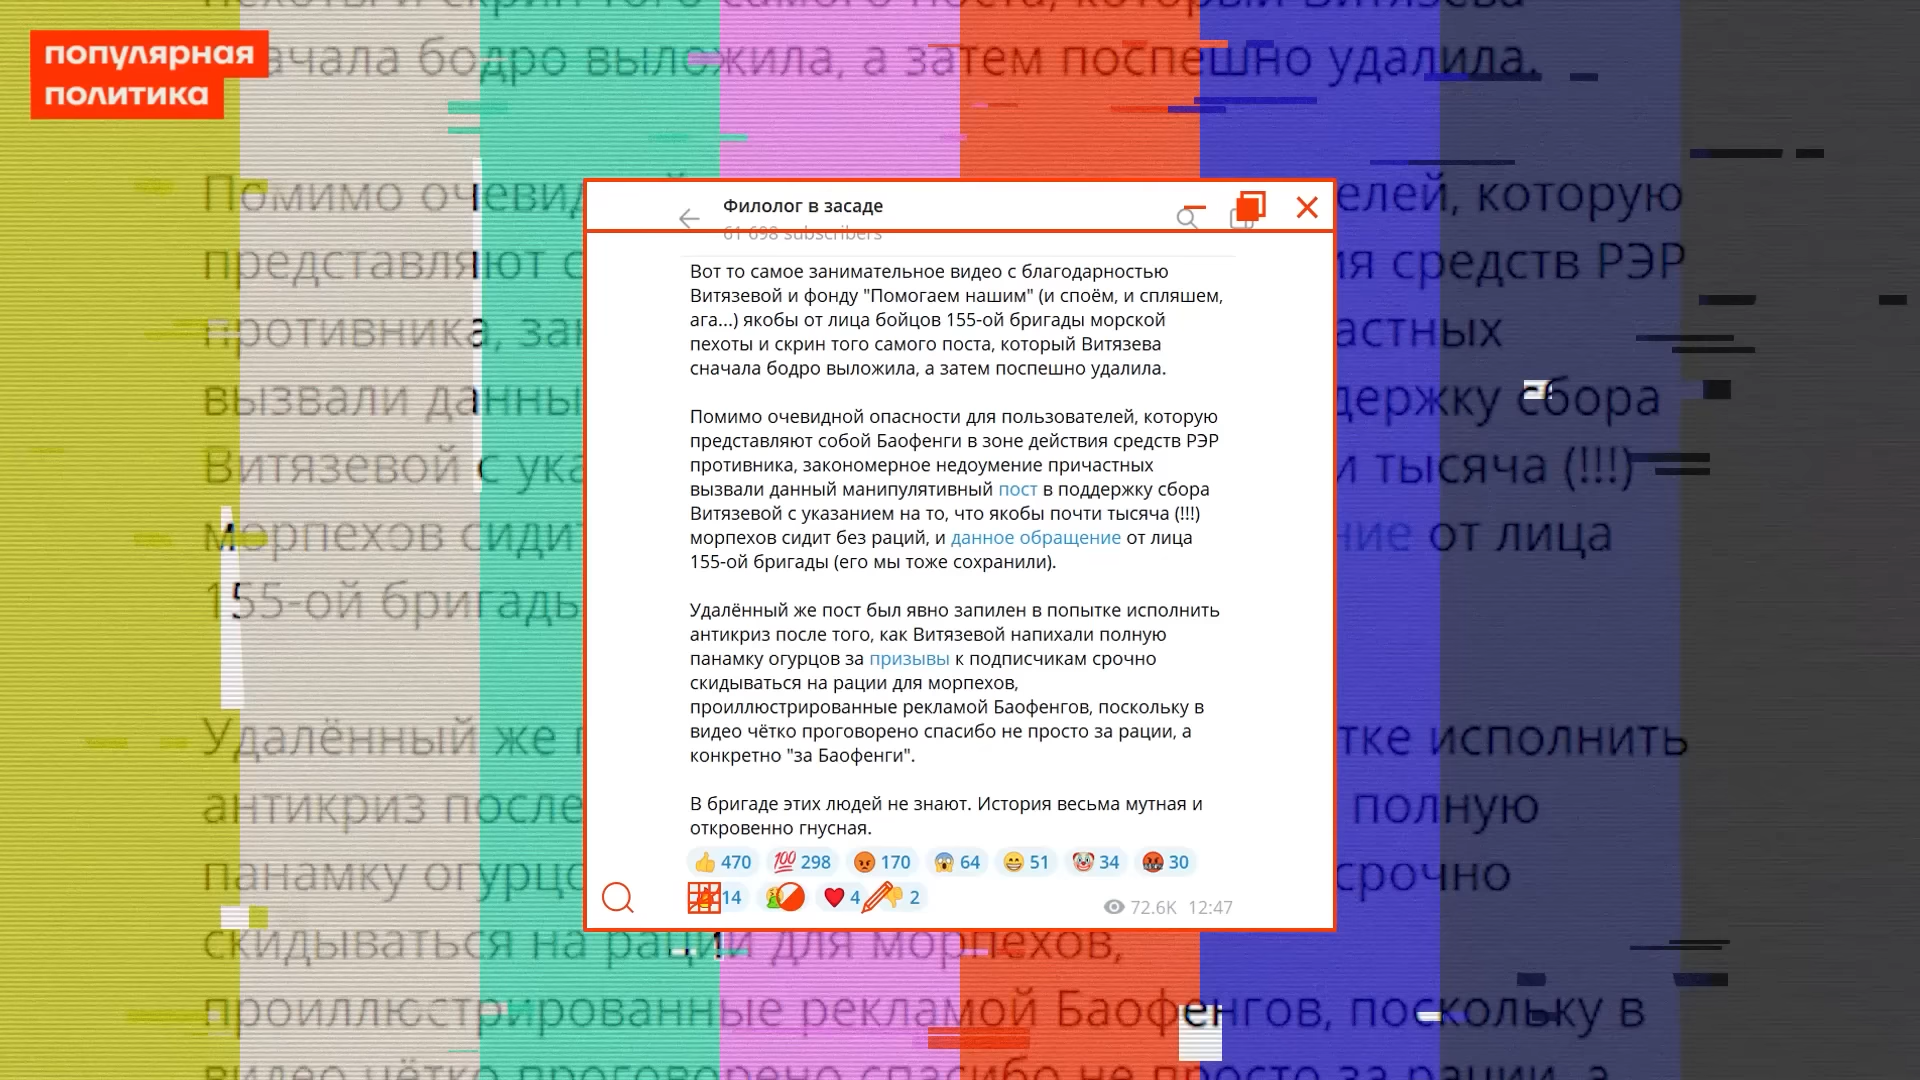 популярная
политика
Филолог в засаде
61 698 subscribers
Вот то самое занимательное видео с благодарностью
Витязевой и фонду "Помогаем нашим" (и споём, и спляшем,
ага...) якобы от лица бойцов 155-ой бригады морской
пехоты и скрин того самого поста, который Витязева
сначала бодро выложила, а затем поспешно удалила.
Помимо очевидной опасности для пользователей, которую
представляют собой Баофенги в зоне действия средств РЭР
противника, закономерное недоумение причастных
вызвали данный манипулятивный пост в поддержку сбора
Витязевой с указанием на то, что якобы почти тысяча (!!!)
морпехов сидит без раций, и данное обращение от лица
155-ой бригады (его мы тоже сохранили).
Удалённый же пост был явно запилен в попытке исполнить
антикриз после того, как Витязевой напихали полную
панамку огурцов за призывы к подписчикам срочно
скидываться на рации для морпехов,
проиллюстрированные рекламой Баофенгов, поскольку в
видео чётко проговорено спасибо не просто за рации, а
конкретно "за Баофенги".
В бригаде этих людей не знают. История весьма мутная и
откровенно гнусная.
470 298 170 64 51 34 30
14 4 2
72.6K 12:47